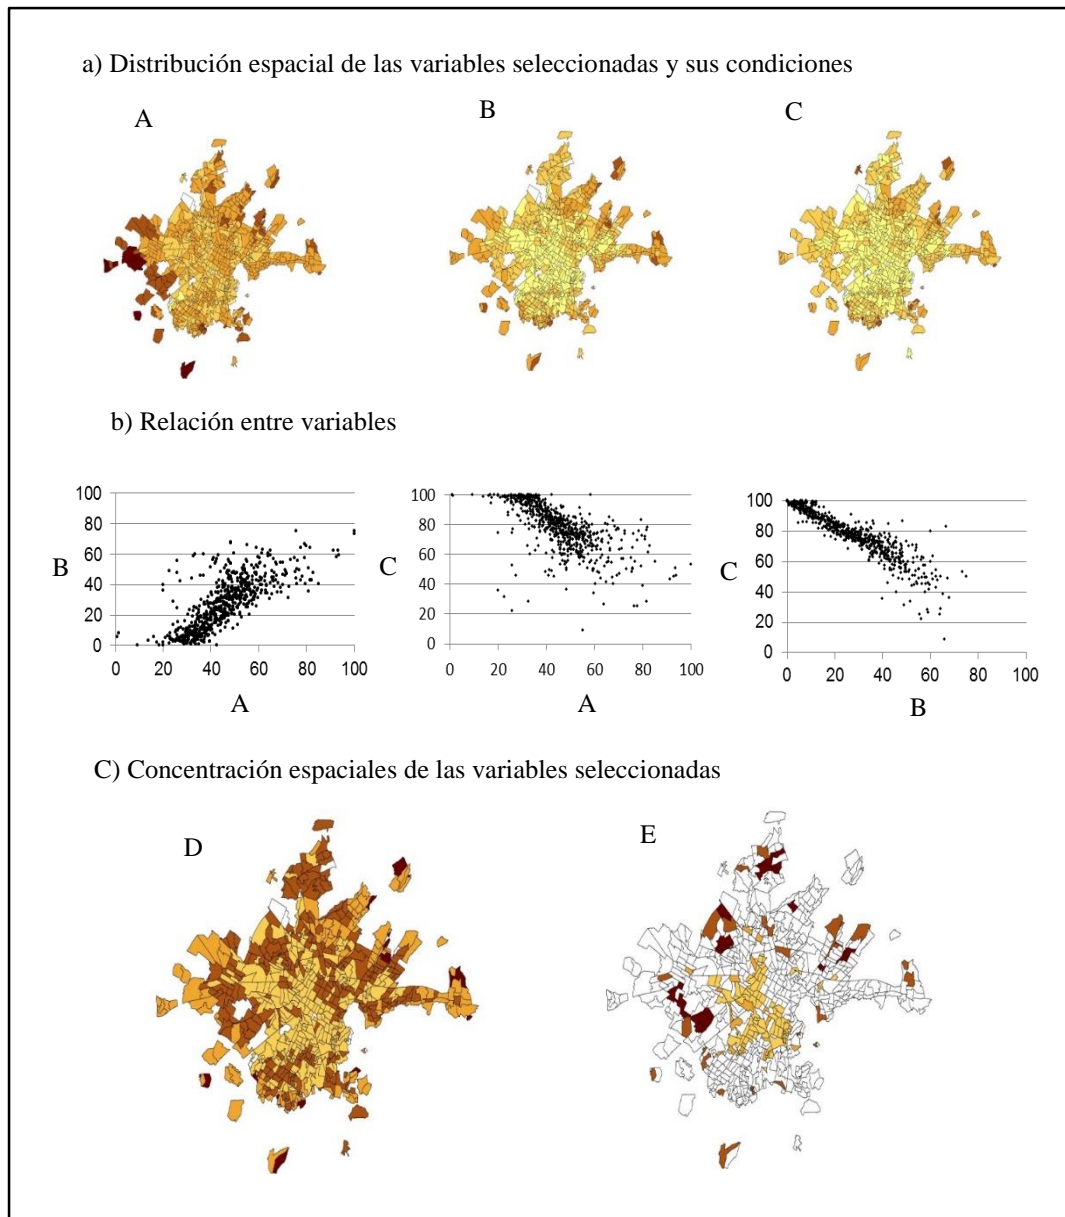 a) Distribución espacial de las variables seleccionadas y sus condiciones
A
B
C
b) Relación entre variables
100
80
60
40
20
0
B
0 20 40 60 80 100
A
100
80
60
40
20
0
C
0 20 40 60 80 100
A
100
80
60
40
20
0
C
0 20 40 60 80 100
B
C) Concentración espaciales de las variables seleccionadas
D
E